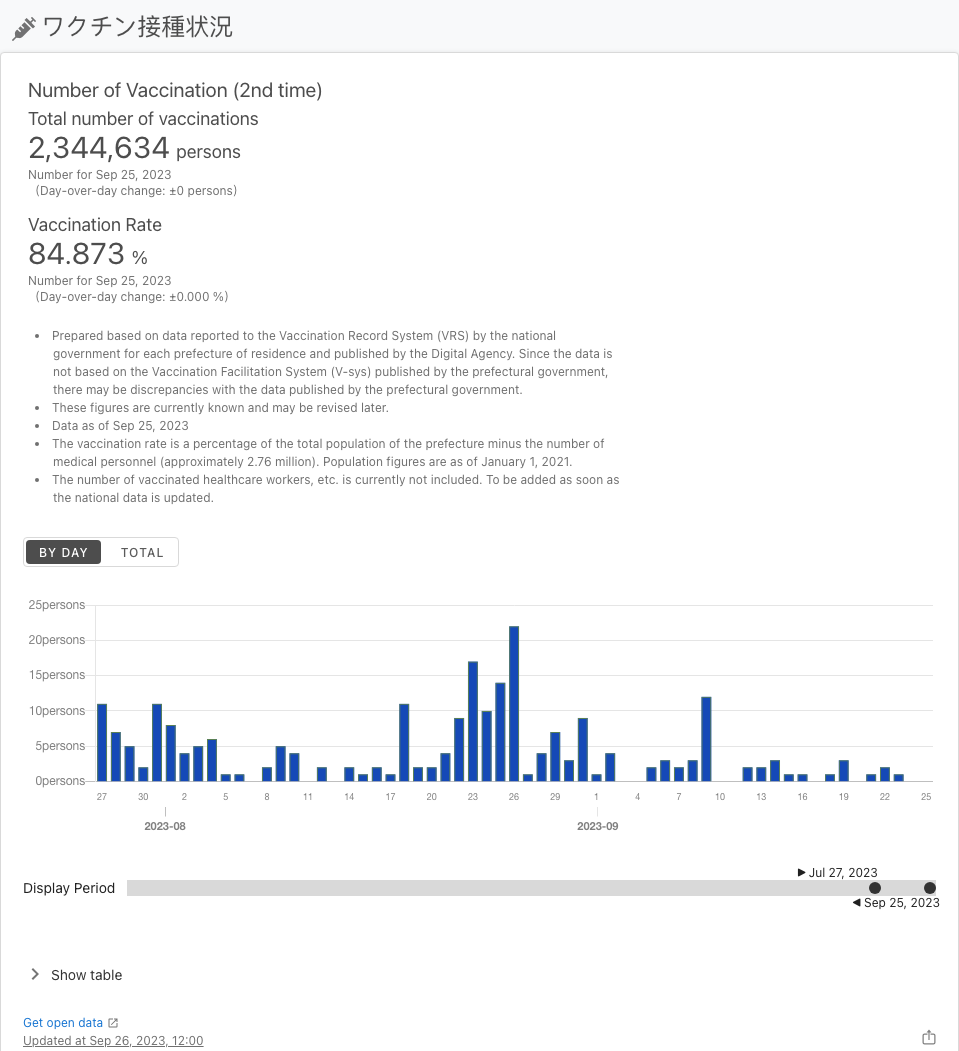 ワクチン接種状況
Number of Vaccination (2nd time)
Total number of vaccinations
2,344,634 persons
Number for Sep 25, 2023
(Day-over-day change: ±0 persons)
Vaccination Rate
84.873 %
Number for Sep 25, 2023
(Day-over-day change: ±0.000 %)
• Prepared based on data reported to the Vaccination Record System (VRS) by the national
government for each prefecture of residence and published by the Digital Agency. Since the data is
not based on the Vaccination Facilitation System (V-sys) published by the prefectural government,
there may be discrepancies with the data published by the prefectural government.
• These figures are currently known and may be revised later.
• Data as of Sep 25, 2023
• The vaccination rate is a percentage of the total population of the prefecture minus the number of
medical personnel (approximately 2.76 million). Population figures are as of January 1, 2021.
• The number of vaccinated healthcare workers, etc. is currently not included. To be added as soon as
the national data is updated.
BY DAY TOTAL
25persons
20persons
15persons
10persons
5persons
0persons
27 30 2 5 8 11 14 17 20 23 26 29 1 4 7 10 13 16 19 22 25
2023-08 2023-09
Jul 27, 2023
Display Period
Sep 25, 2023
Show table
Get open data
Updated at Sep 26, 2023, 12:00